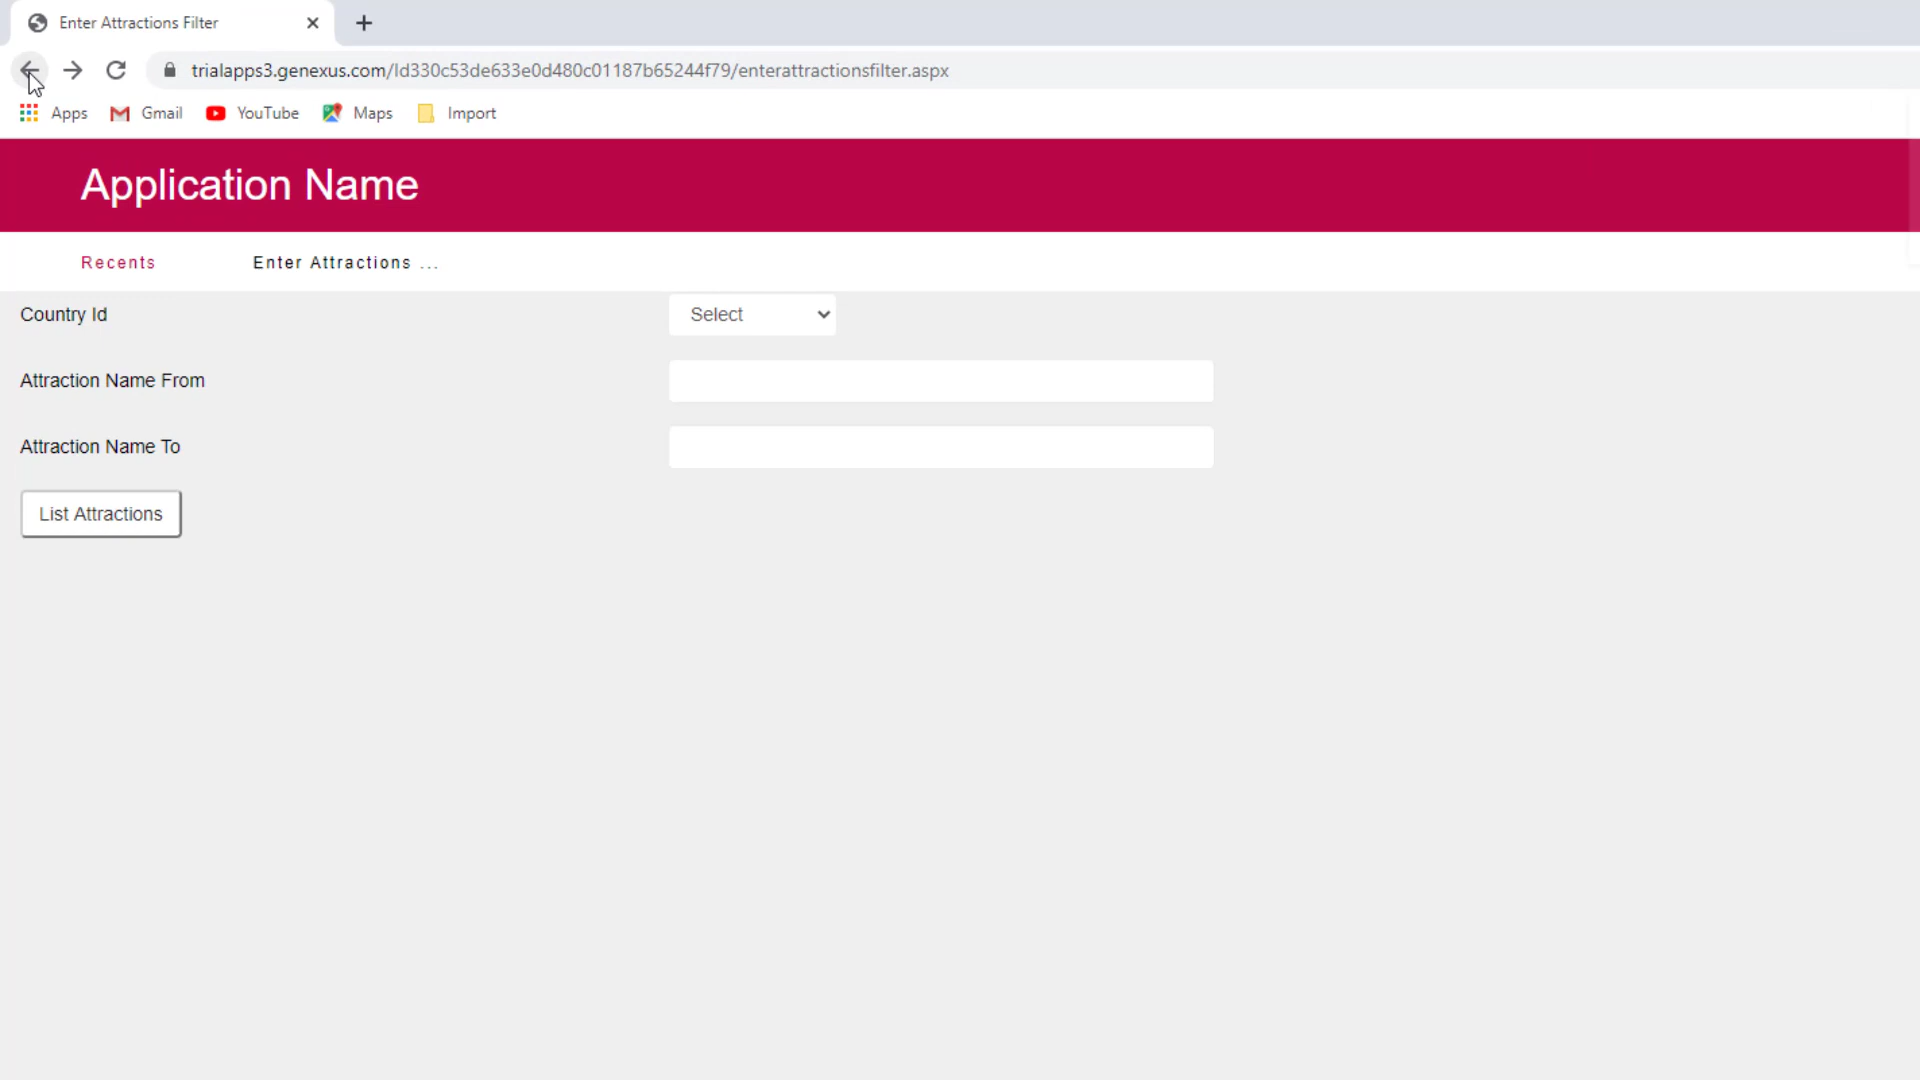 Enter Attractions Filter
trialapps3.genexus.com/Id330c53de633e0d480c01187b65244f79/enterattractionsfilter.aspx
Apps Gmail YouTube Maps Import
Application Name
Recents Enter Attractions ...
Country Id Select
Attraction Name From
Attraction Name To
List Attractions